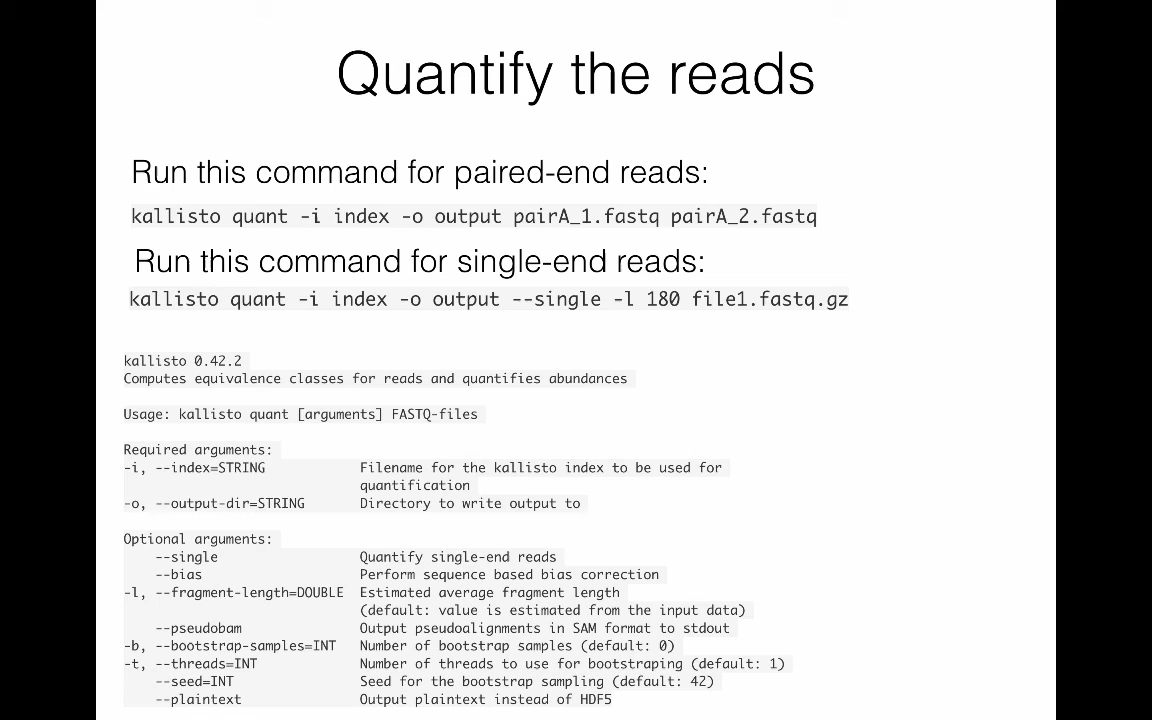 Quantify the reads
Run this command for paired-end reads:
kallisto quant -i index -o output pairA_1.fastq pairA_2.fastq
Run this command for single-end reads:
kallisto quant -i index -o output --single -l 180 file1.fastq.gz
kallisto 0.42.2
Computes equivalence classes for reads and quantifies abundances
Usage: kallisto quant [arguments] FASTQ-files
Required arguments:
-i, --index=STRING            Filename for the kallisto index to be used for
                              quantification
-o, --output-dir=STRING       Directory to write output to
Optional arguments:
    --single                  Quantify single-end reads
    --bias                    Perform sequence based bias correction
-l, --fragment-length=DOUBLE  Estimated average fragment length
                              (default: value is estimated from the input data)
    --pseudobam               Output pseudoalignments in SAM format to stdout
-b, --bootstrap-samples=INT   Number of bootstrap samples (default: 0)
-t, --threads=INT             Number of threads to use for bootstraping (default: 1)
    --seed=INT                Seed for the bootstrap sampling (default: 42)
    --plaintext               Output plaintext instead of HDF5